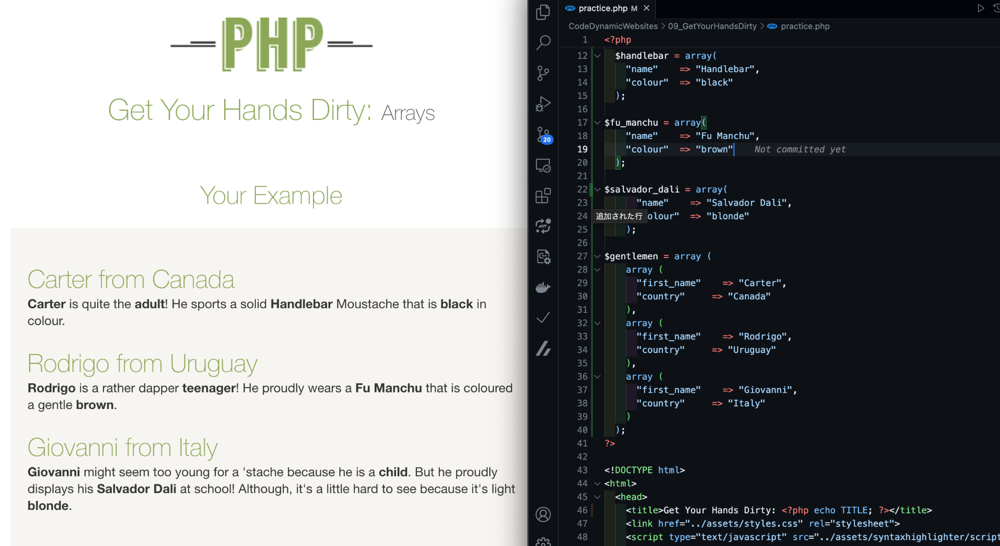 PHP
Get Your Hands Dirty: Arrays
Your Example
Carter from Canada
Carter is quite the adult! He sports a solid Handlebar Moustache that is black in
colour.
Rodrigo from Uruguay
Rodrigo is a rather dapper teenager! He proudly wears a Fu Manchu that is coloured
a gentle brown.
Giovanni from Italy
Giovanni might seem too young for a 'stache because he is a child. But he proudly
displays his Salvador Dali at school! Although, it's a little hard to see because it's light
blonde.
20
diff
php practice.php M
CodeDynamicWebsites > 09_GetYourHandsDirty > php practice.php
1 <?php
12 $handlebar = array(
13 "name" => "Handlebar",
14 "colour" => "black"
15 );
16
17 $fu_manchu = array(
18 "name" => "Fu Manchu",
19 "colour" => "brown" Not committed yet
20 );
21
22 $salvador_dali = array(
23 "name" => "Salvador Dali",
24 追加された行 olour" => "blonde"
25 );
26
27 $gentlemen = array (
28 array (
29 "first_name" => "Carter",
30 "country" => "Canada"
31 ),
32 array (
33 "first_name" => "Rodrigo",
34 "country" => "Uruguay"
35 ),
36 array (
37 "first_name" => "Giovanni",
38 "country" => "Italy"
39 )
40 );
41 ?>
42
43 <!DOCTYPE html>
44 <html>
45 <head>
46 <title>Get Your Hands Dirty: <?php echo TITLE; ?></title>
47 <link href="../assets/styles.css" rel="stylesheet">
48 <script type="text/javascript" src="../assets/syntaxhighlighter/script